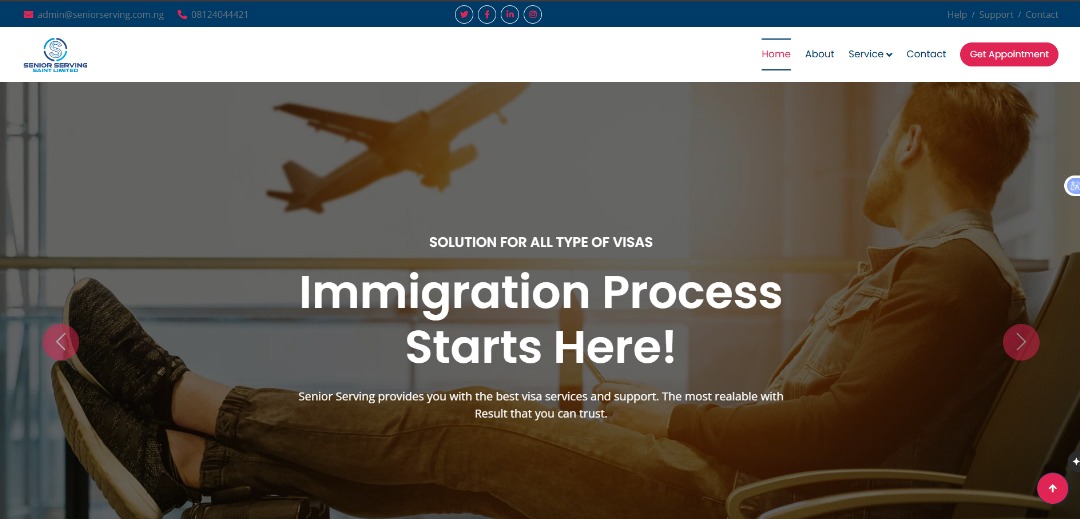 admin@seniorserving.com.ng 08124044421 Help / Support / Contact
SENIOR SERVING
SAINT LIMITED
Home About Service Contact Get Appointment
SOLUTION FOR ALL TYPE OF VISAS
Immigration Process
Starts Here!
Senior Serving provides you with the best visa services and support. The most realable with
Result that you can trust.